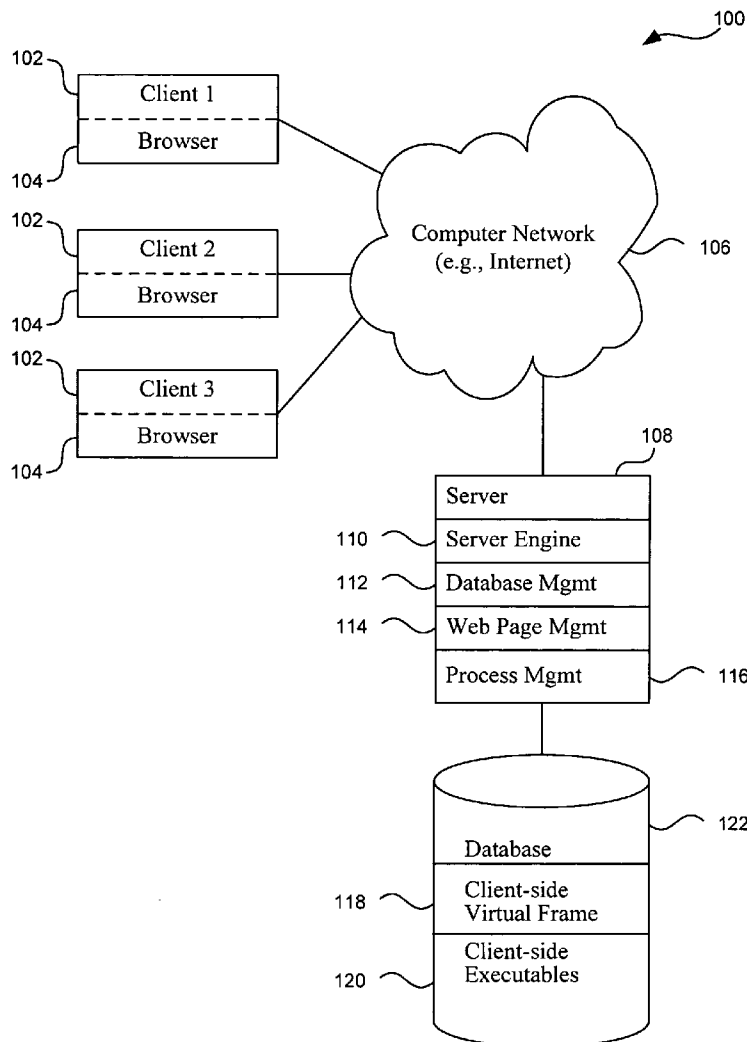 100
102
Client 1
Browser
104
102
Client 2
Browser
104
102
Client 3
Browser
104
Computer Network
(e.g., Internet)
106
108
Server
110
Server Engine
112
Database Mgmt
114
Web Page Mgmt
Process Mgmt
116
122
Database
118
Client-side
Virtual Frame
Client-side
Executables
120